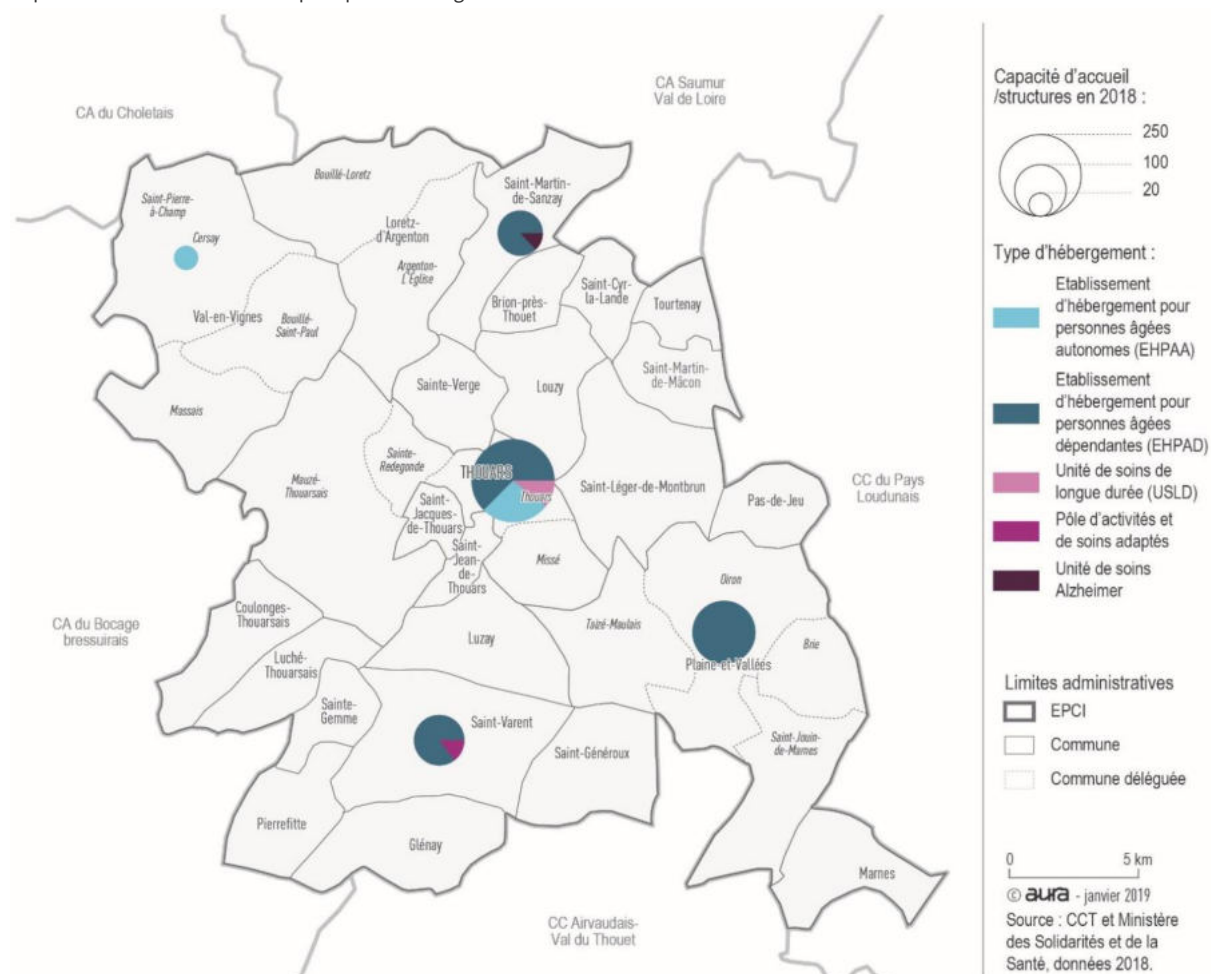 CA Saumur
Val de Loire
CA du Choletais
Bouillé-Loretz
Saint-Martin-
de-Sanzay
Saint-Pierre-
à-Champ
Cersay
Loretz-
d'Argenton
Argenton-
L'Eglise
Saint-Cyr-
la-Lande
Brion-près-
Thouet
Tourtenay
Val-en-Vignes
Bouillé-
Saint-Paul
Saint-Martin-
de-Mâcon
Sainte-Verge
Louzy
Massais
Sainte-
Redegonde
THOUARS
Thouars
Mauzé-
Thouarsais
Saint-Léger-de-Montbrun
Pas-de-Jeu
CC du Pays
Loudunais
Saint-
Jacques-
de-Thouars
Saint-
Jean-
de-
Thouars
Missé
Oiron
Coulonges-
Thouarsais
CA du Bocage
bressuirais
Luzay
Taizé-Maulais
Brie
Plaine-et-Vallées
Luché-
Thouarsais
Sainte-
Gemme
Saint-Varent
Saint-Généroux
Saint-Jouin-
de-Marnes
Pierrefitte
Glénay
Marnes
CC Airvaudais-
Val du Thouet
Capacité d'accueil
/structures en 2018 :
250
100
20
Type d'hébergement :
Etablissement
d'hébergement pour
personnes âgées
autonomes (EHPAA)
Etablissement
d'hébergement pour
personnes âgées
dépendantes (EHPAD)
Unité de soins de
longue durée (USLD)
Pôle d'activités et
de soins adaptés
Unité de soins
Alzheimer
Limites administratives
EPCI
Commune
Commune déléguée
0 5 km
© aura - janvier 2019
Source : CCT et Ministère
des Solidarités et de la
Santé, données 2018.